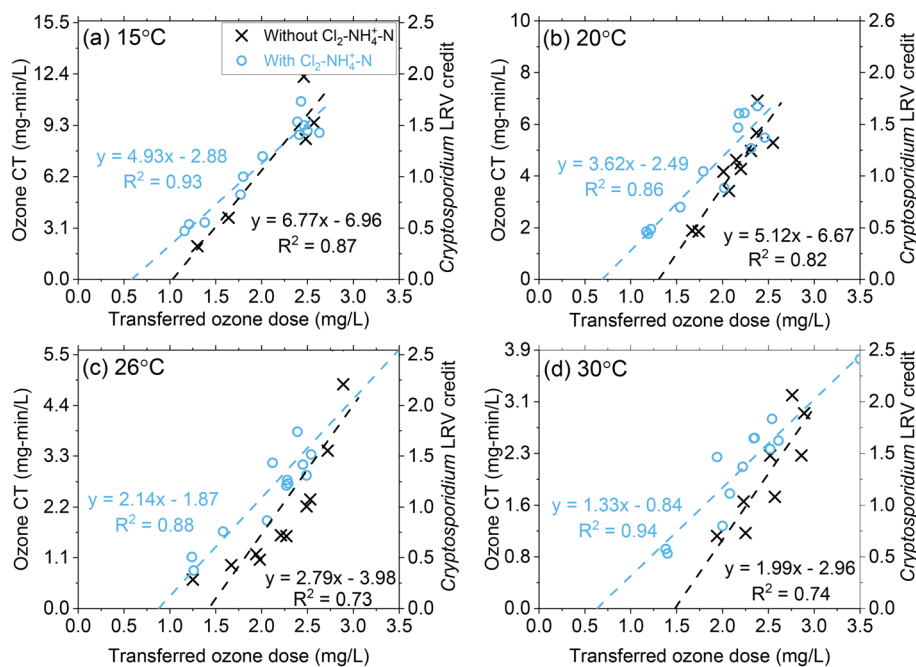 (a) 15°C
Without Cl₂-NH₄⁺-N
With Cl₂-NH₄⁺-N
Ozone CT (mg-min/L)
15.5
12.4
9.3
6.2
3.1
0.0
y = 4.93x - 2.88
R² = 0.93
y = 6.77x - 6.96
R² = 0.87
2.5
2.0
1.5
1.0
0.5
0.0
Cryptosporidium LRV credit
0.0 0.5 1.0 1.5 2.0 2.5 3.0 3.5
Transferred ozone dose (mg/L)
(b) 20°C
Ozone CT (mg-min/L)
10
8
6
4
2
0
y = 3.62x - 2.49
R² = 0.86
y = 5.12x - 6.67
R² = 0.82
2.6
2.1
1.6
1.0
0.5
0.0
Cryptosporidium LRV credit
0.0 0.5 1.0 1.5 2.0 2.5 3.0 3.5
Transferred ozone dose (mg/L)
(c) 26°C
Ozone CT (mg-min/L)
5.5
4.4
3.3
2.2
1.1
0.0
y = 2.14x - 1.87
R² = 0.88
y = 2.79x - 3.98
R² = 0.73
2.5
2.0
1.5
1.0
0.5
0.0
Cryptosporidium LRV credit
0.0 0.5 1.0 1.5 2.0 2.5 3.0 3.5
Transferred ozone dose (mg/L)
(d) 30°C
Ozone CT (mg-min/L)
3.9
3.1
2.3
1.6
0.8
0.0
y = 1.33x - 0.84
R² = 0.94
y = 1.99x - 2.96
R² = 0.74
2.5
2.0
1.5
1.0
0.5
0.0
Cryptosporidium LRV credit
0.0 0.5 1.0 1.5 2.0 2.5 3.0 3.5
Transferred ozone dose (mg/L)